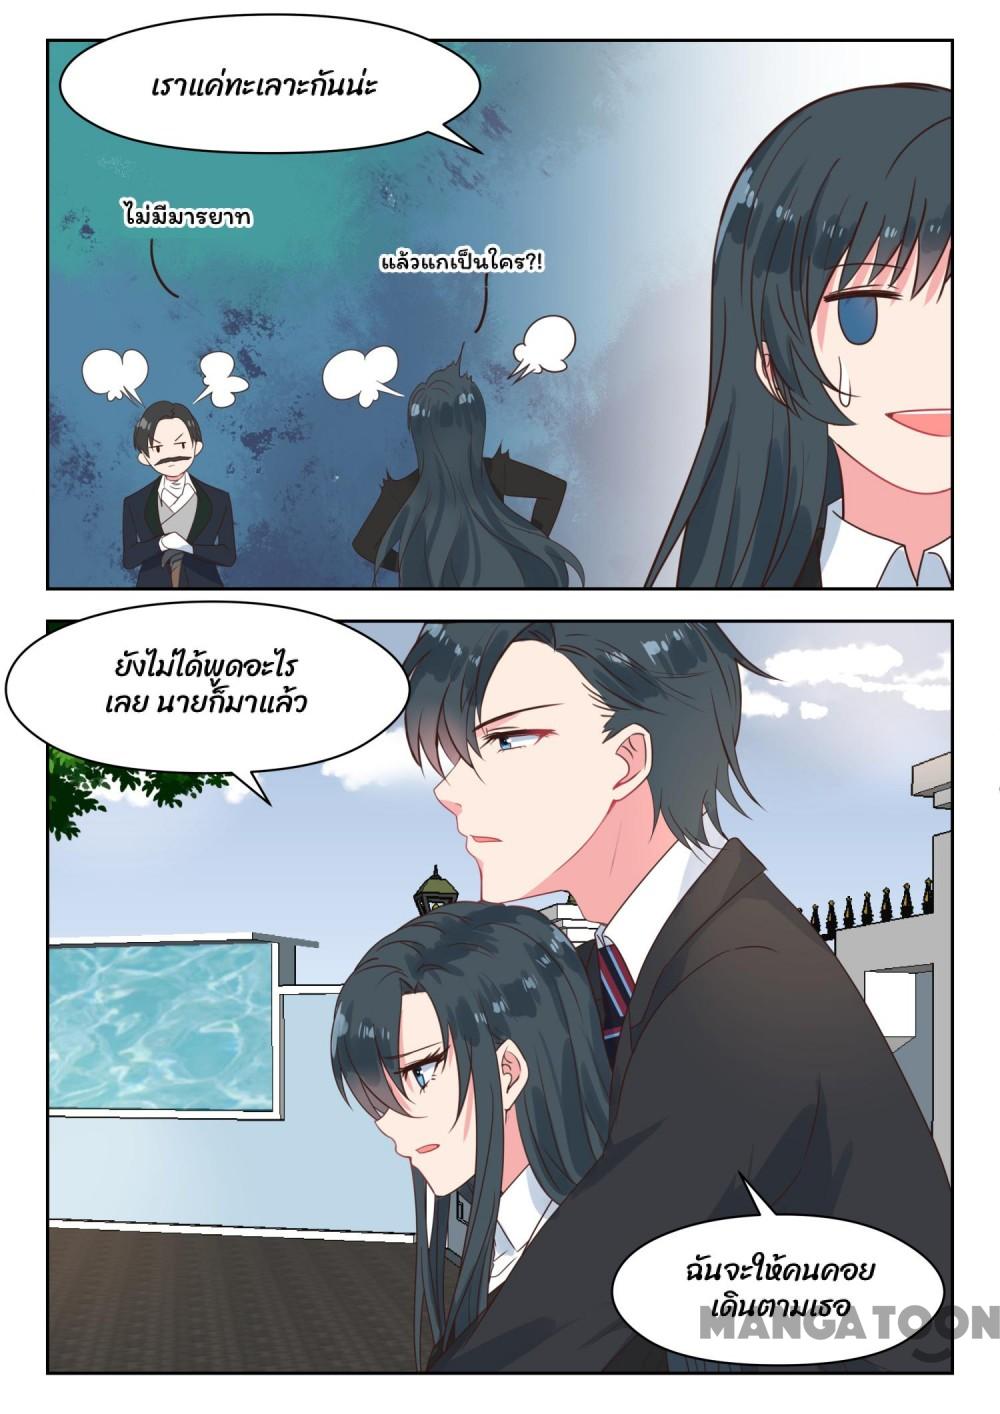 เราแค่ทะเลาะกันน่ะ
ไม่มีมารยาท
แล้วแกเป็นใคร?!
ยังไม่ได้พูดอะไร
เลย นายก็มาแล้ว
ฉันจะให้คนคอย
เดินตามเธอ
MANGATOON